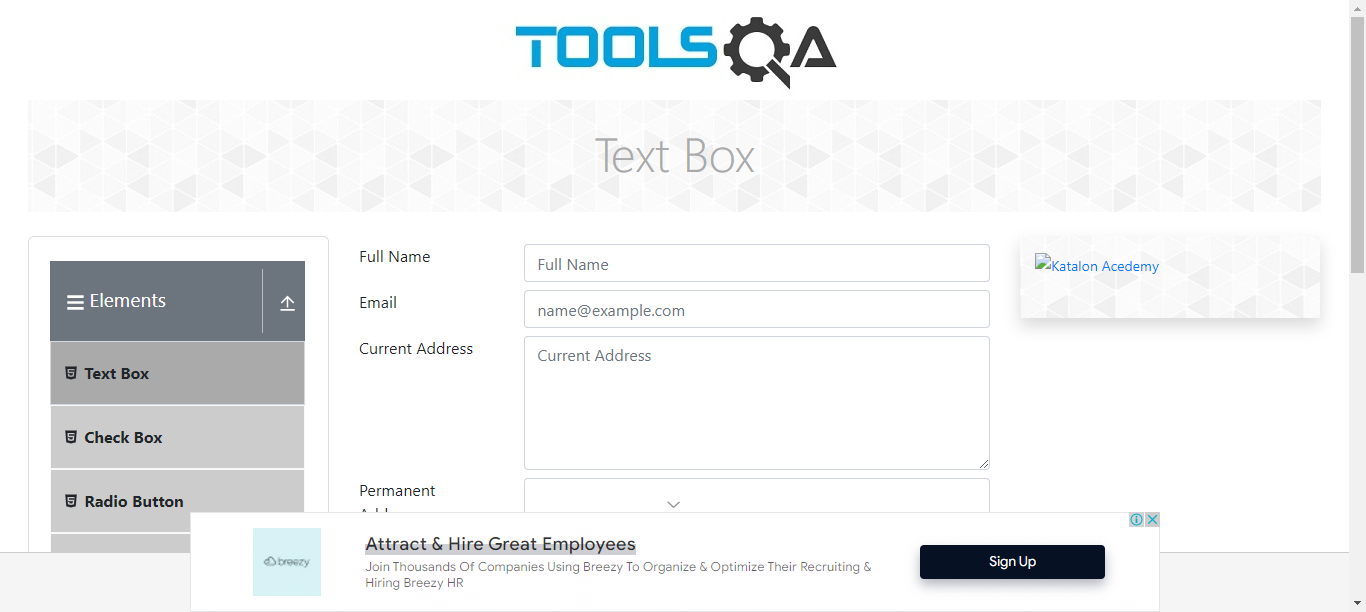 TOOLSQA
Text Box
Elements
Text Box
Check Box
Radio Button
Full Name
Full Name
Email
name@example.com
Current Address
Current Address
Permanent
Katalon Acedemy
breezy
Attract & Hire Great Employees
Join Thousands Of Companies Using Breezy To Organize & Optimize Their Recruiting &
Hiring Breezy HR
Sign Up